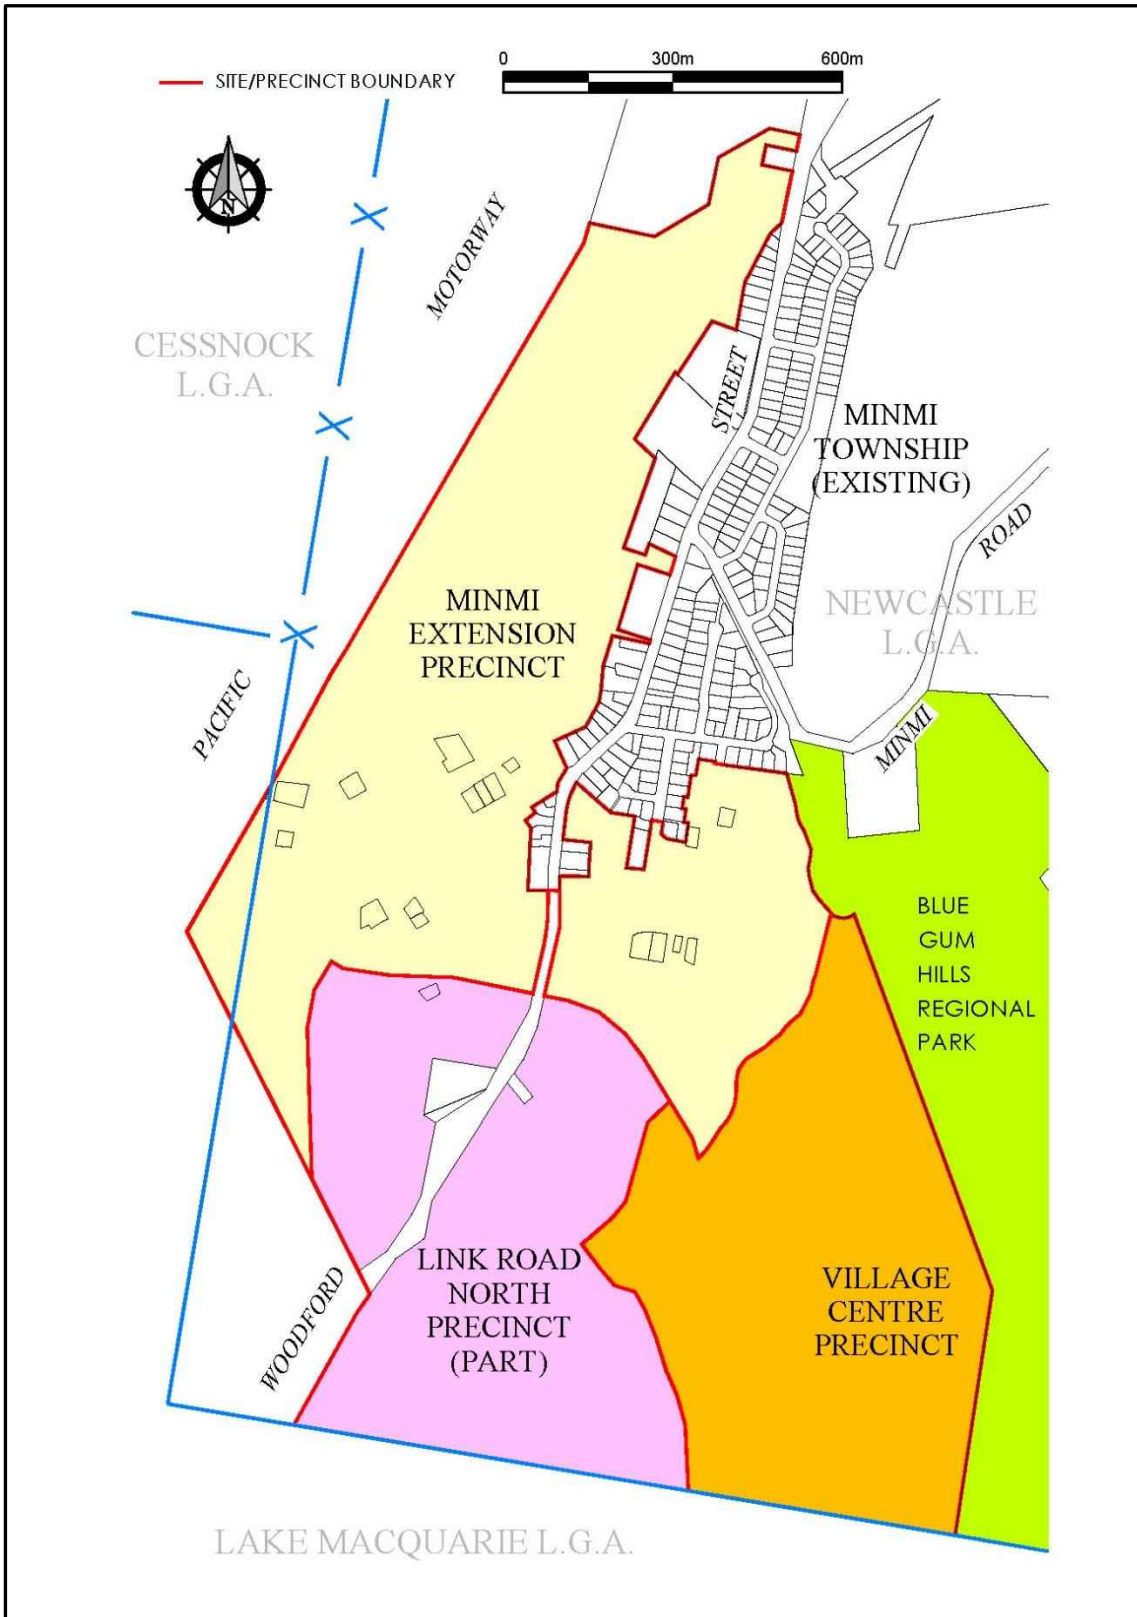 0 300m 600m
SITE/PRECINCT BOUNDARY
N
MOTORWAY
CESSNOCK
L.G.A.
STREET
MINMI
TOWNSHIP
(EXISTING)
ROAD
NEWCASTLE
L.G.A.
MINMI
EXTENSION
PRECINCT
PACIFIC
MINMI
BLUE
GUM
HILLS
REGIONAL
PARK
LINK ROAD
NORTH
PRECINCT
(PART)
VILLAGE
CENTRE
PRECINCT
WOODFORD
LAKE MACQUARIE L.G.A.